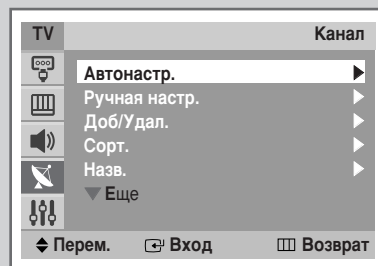 TV Канал
Автонастр.
Ручная настр.
Доб/Удал.
Сорт.
Назв.
Еще
Перем. Вход Возврат